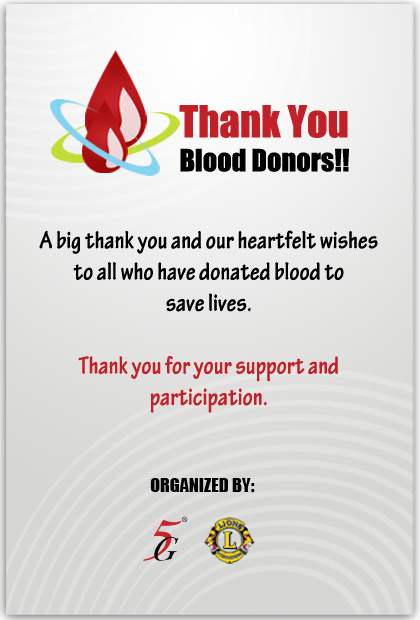 Thank You
Blood Donors!!
A big thank you and our heartfelt wishes
to all who have donated blood to
save lives.
Thank you for your support and
participation.
ORGANIZED BY:
5G®
LIONS
L